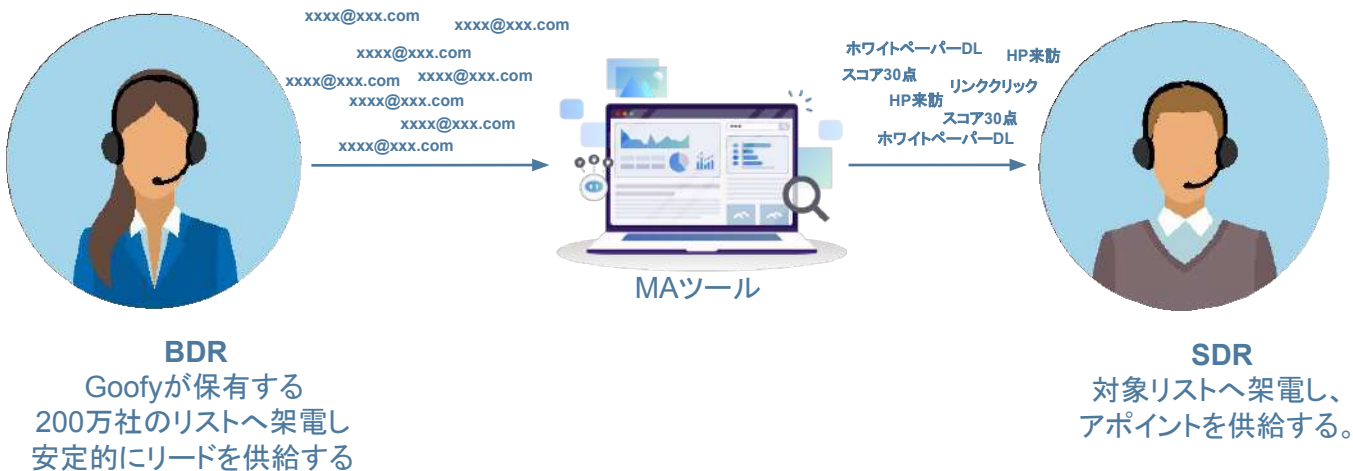 xxxx@xxx.com
xxxx@xxx.com
xxxx@xxx.com
xxxx@xxx.com
xxxx@xxx.com
xxxx@xxx.com
xxxx@xxx.com
xxxx@xxx.com
ホワイトペーパーDL
HP来訪
スコア30点
リンククリック
HP来訪
スコア30点
ホワイトペーパーDL
MAツール
BDR
Goofyが保有する
200万社のリストへ架電し
安定的にリードを供給する
SDR
対象リストへ架電し、
アポイントを供給する。